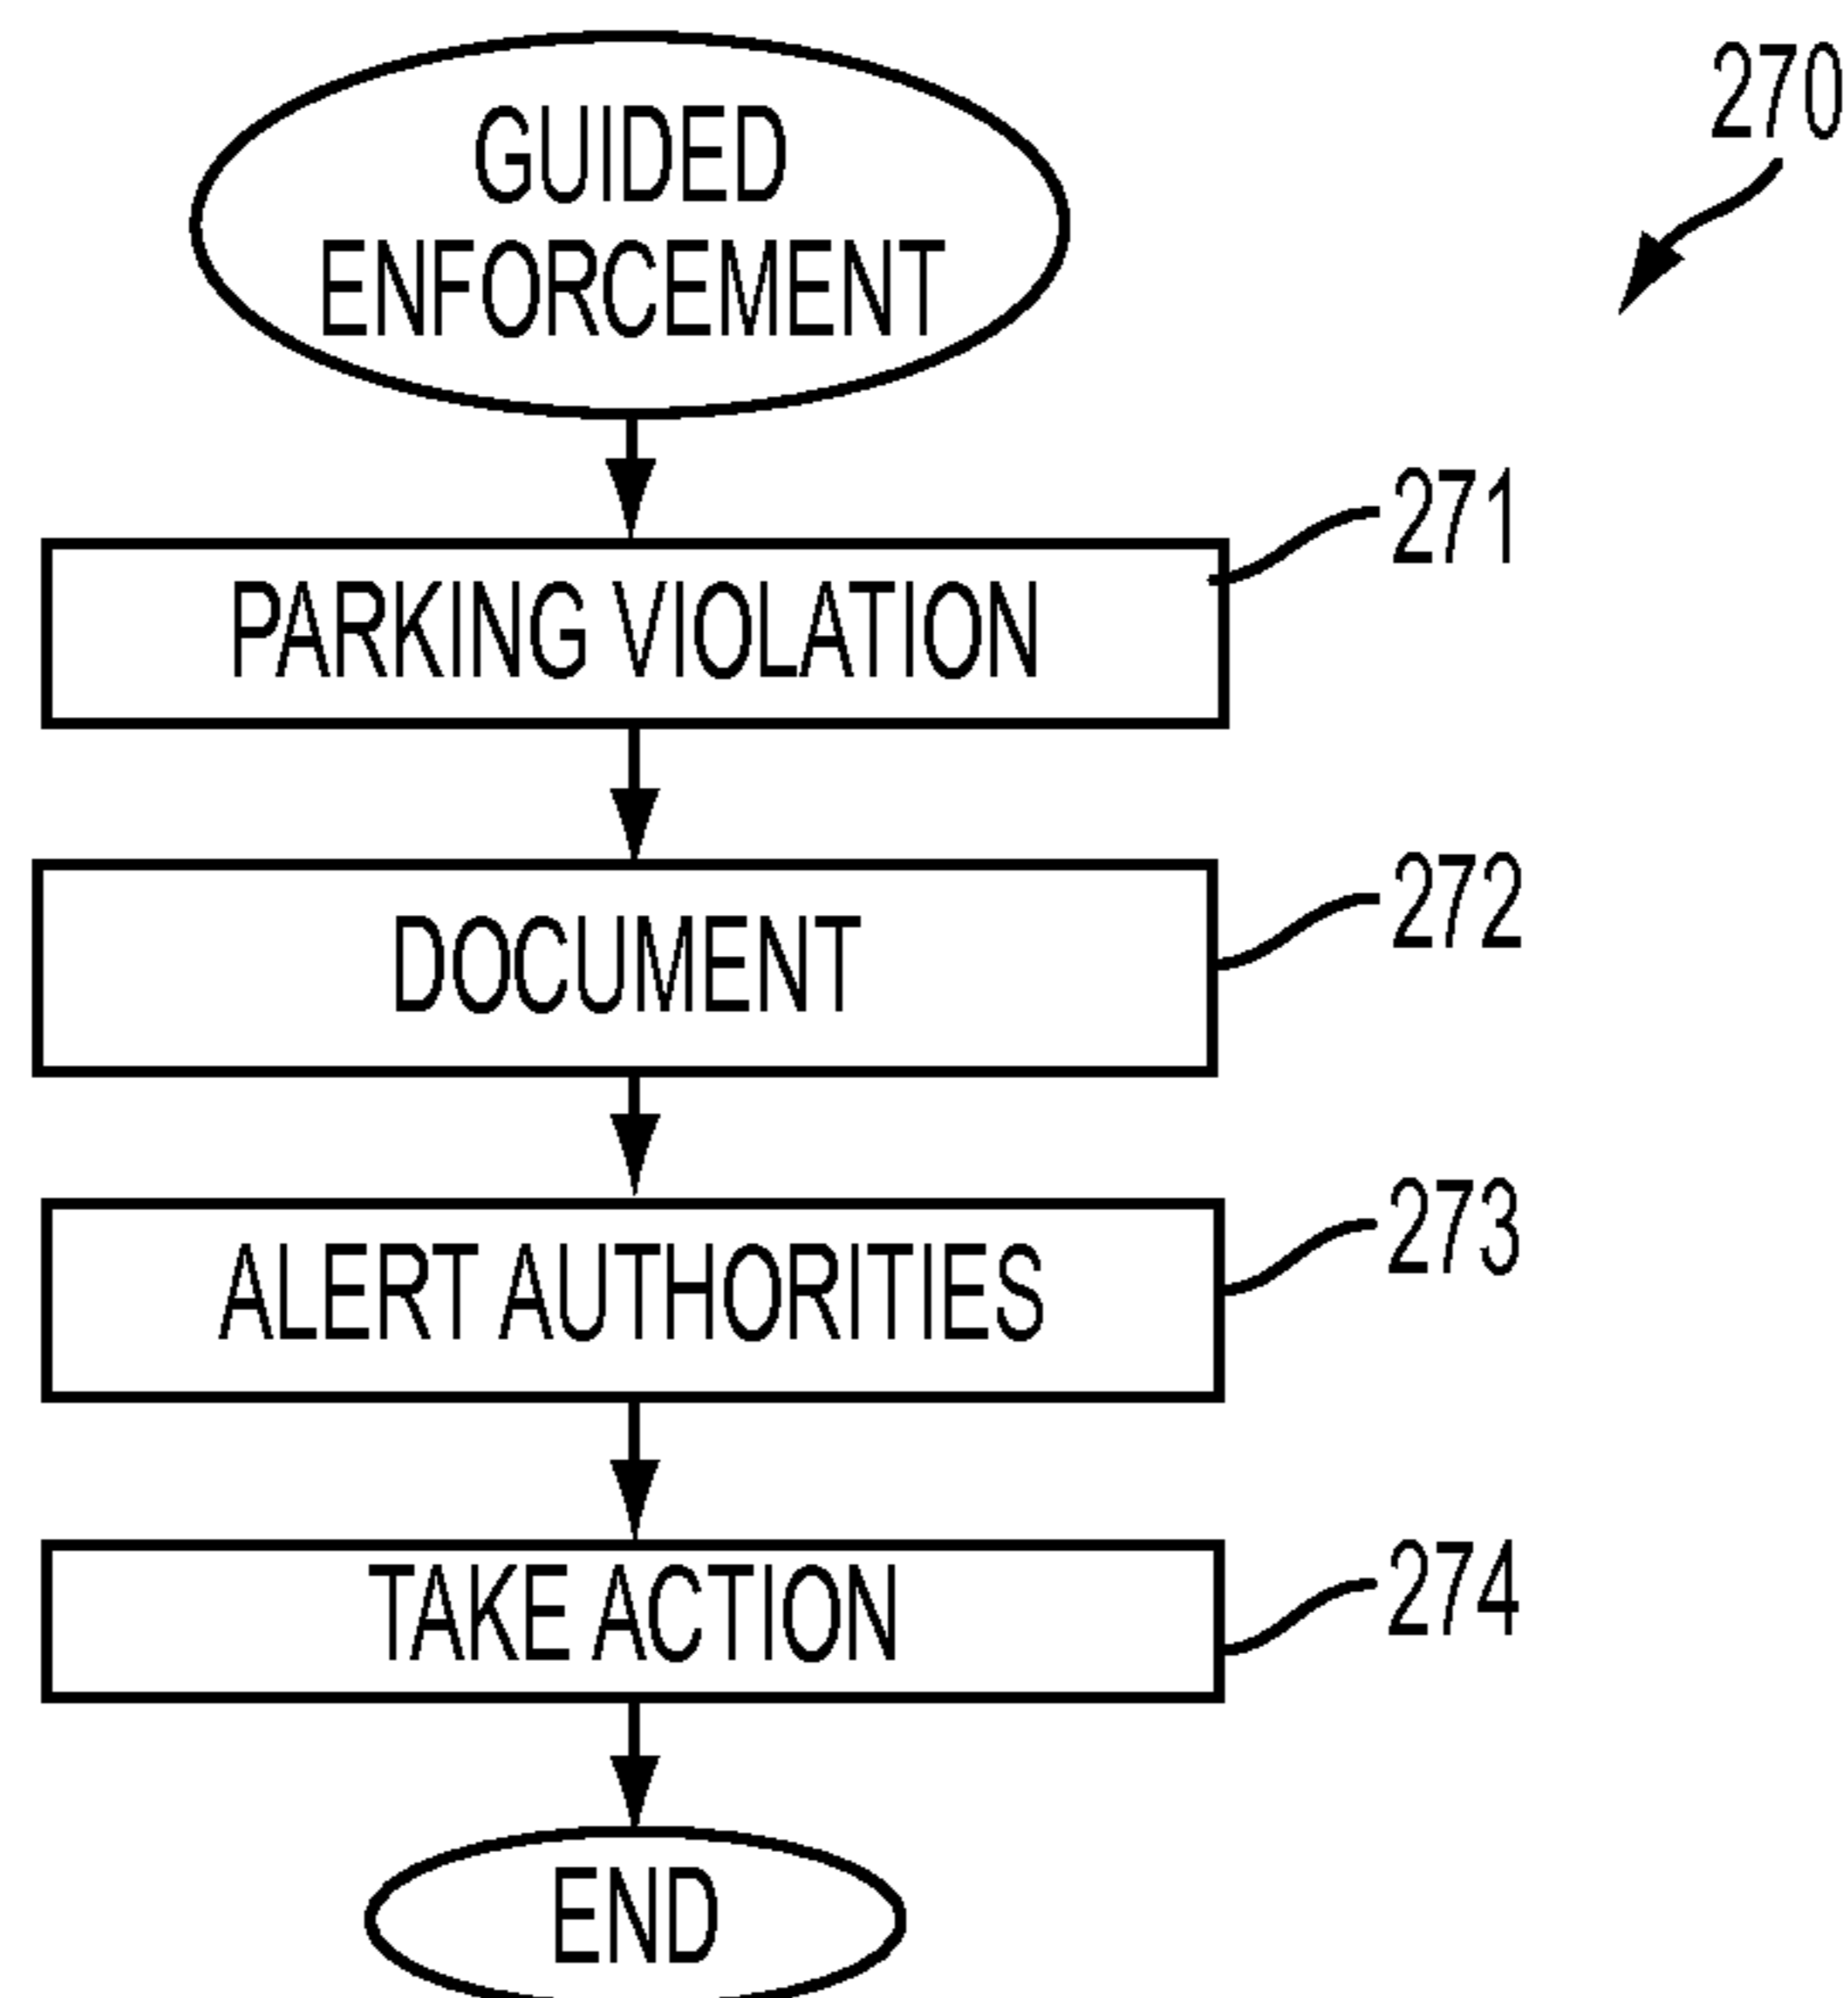 GUIDED
ENFORCEMENT
270
PARKING VIOLATION
271
DOCUMENT
272
ALERT AUTHORITIES
273
TAKE ACTION
274
END